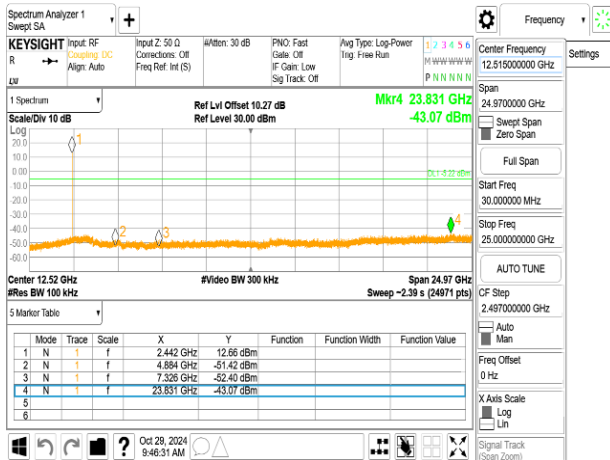 Spectrum Analyzer 1
Swept SA
Frequency
KEYSIGHT Input: RF Input Z: 50 Ω #Atten: 30 dB PNO: Fast Avg Type: Log-Power 1 2 3 4 5 6
R Coupling: DC Corrections: Off Gate: Off Trig: Free Run M W W W W W
Align: Auto Freq Ref: Int (S) IF Gain: Low P N N N N N
Sig Track: Off
LXI
Center Frequency
12.515000000 GHz
Settings
Span
24.9700000 GHz
Swept Span
Zero Span
Full Span
Start Freq
30.000000 MHz
Stop Freq
25.000000000 GHz
AUTO TUNE
CF Step
2.497000000 GHz
Auto
Man
Freq Offset
0 Hz
X Axis Scale
Log
Lin
Signal Track
(Span Zoom)
1 Spectrum
Ref Lvl Offset 10.27 dB Mkr4 23.831 GHz
Scale/Div 10 dB Ref Level 30.00 dBm -43.07 dBm
Log
20.0
10.0
0.00
-10.0
-20.0
-30.0
-40.0
-50.0
-60.0
1
2
3
4
DL1 -5.22 dBm
Center 12.52 GHz #Video BW 300 kHz Span 24.97 GHz
#Res BW 100 kHz Sweep ~2.39 s (24971 pts)
5 Marker Table
Mode Trace Scale X Y Function Function Width Function Value
1 N 1 f 2.442 GHz 12.66 dBm
2 N 1 f 4.884 GHz -51.42 dBm
3 N 1 f 7.326 GHz -52.40 dBm
4 N 1 f 23.831 GHz -43.07 dBm
5
6
? Oct 29, 2024
9:46:31 AM